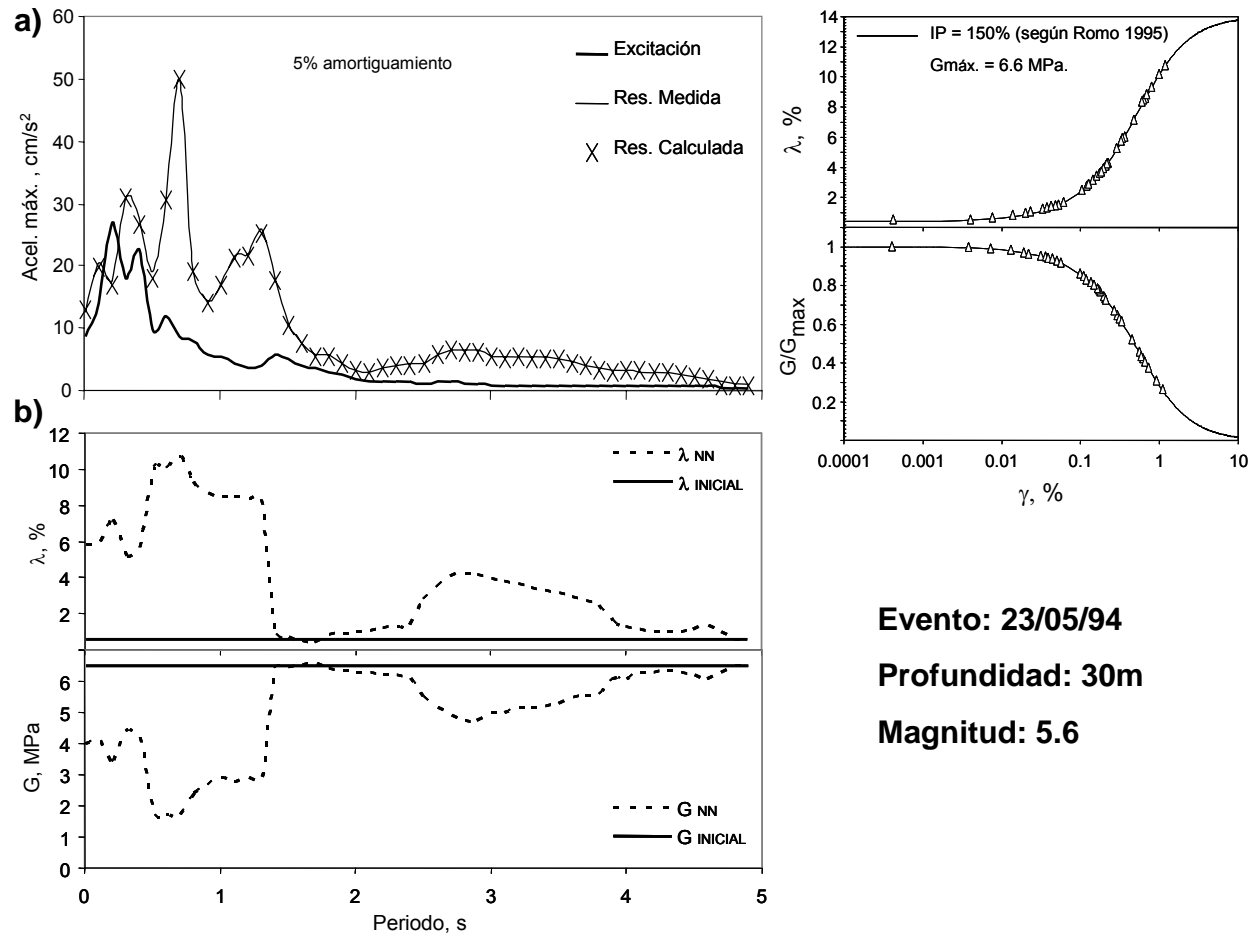 a)
60
50
40
30
20
10
0
Acel. máx. , cm/s²
5% amortiguamiento
Excitación
Res. Medida
Res. Calculada
b)
12
10
8
6
4
2
λ, %
λ NN
λ INICIAL
6
5
4
3
2
1
0
G, MPa
G NN
G INICIAL
0 1 2 3 4 5
Periodo, s
14
12
10
8
6
4
2
λ, %
IP = 150% (según Romo 1995)
Gmáx. = 6.6 MPa.
1
0.8
0.6
0.4
0.2
G/Gmax
0.0001 0.001 0.01 0.1 1 10
γ, %
Evento: 23/05/94
Profundidad: 30m
Magnitud: 5.6